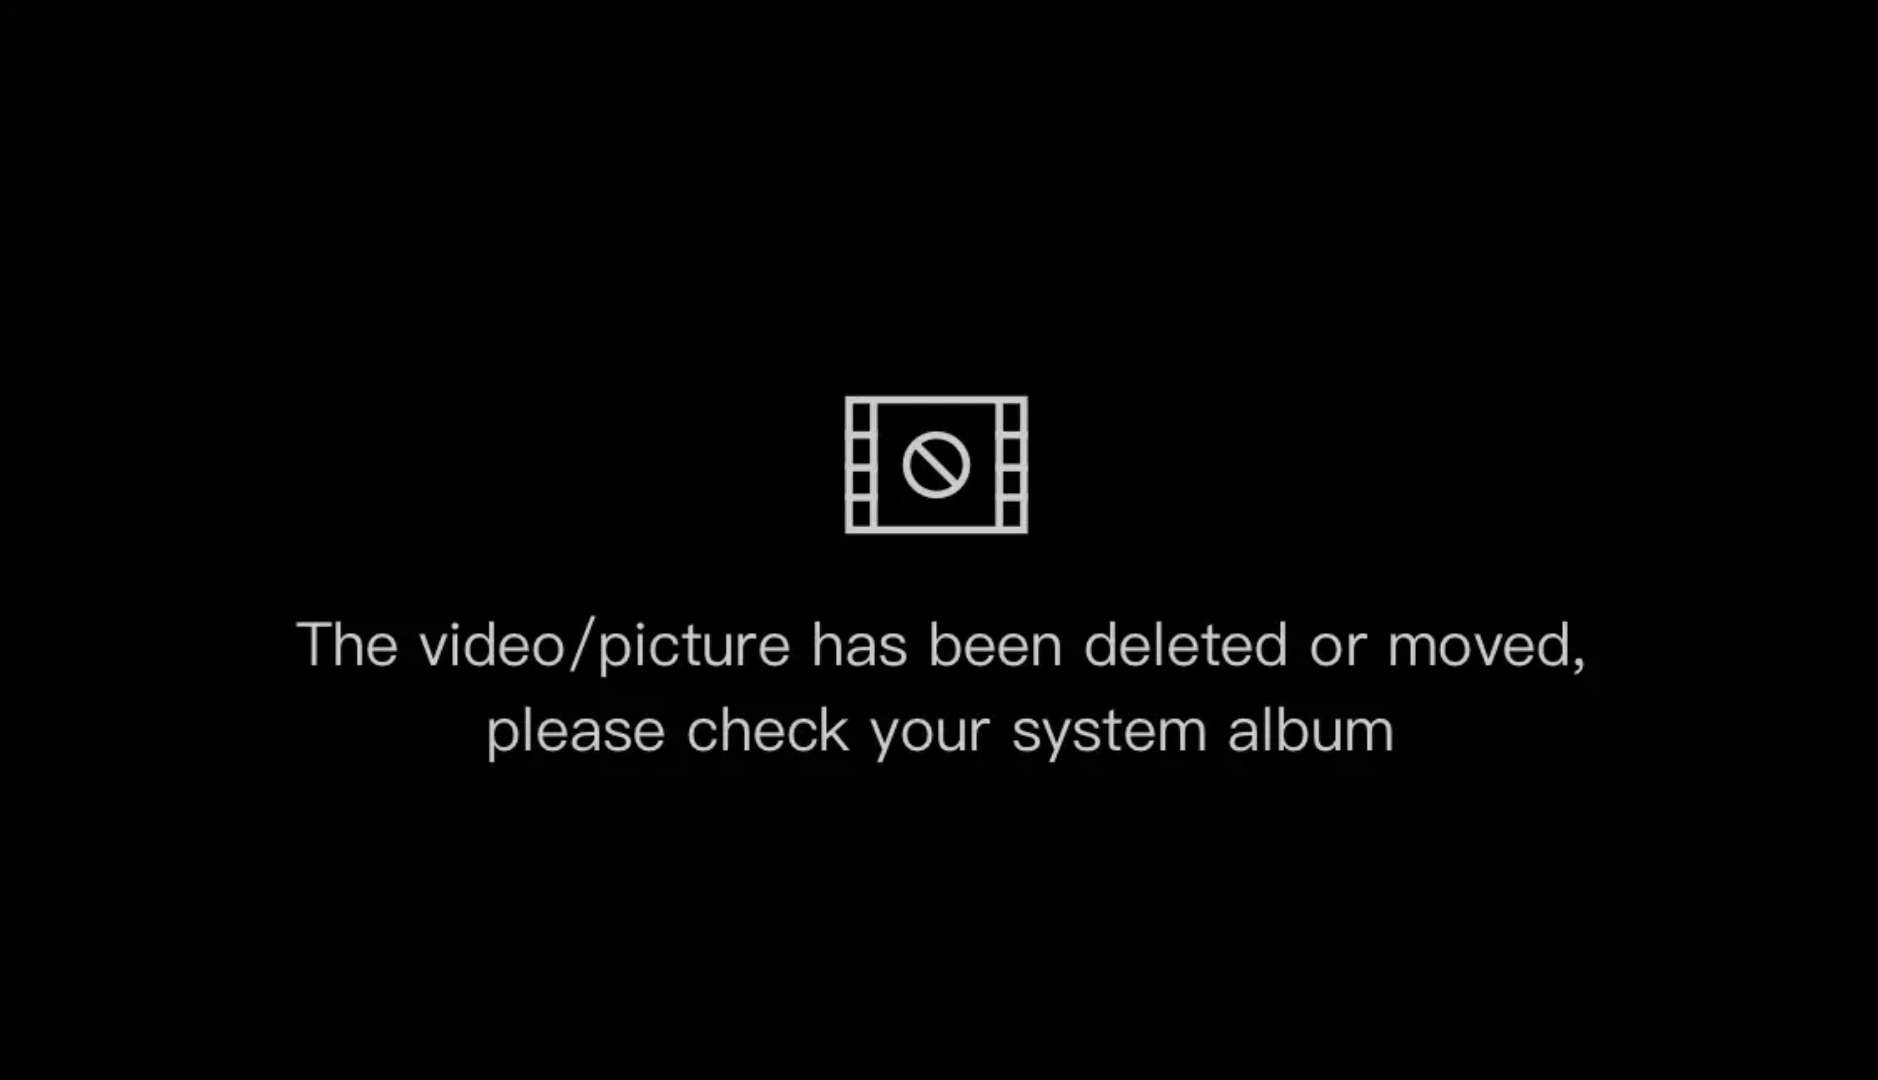 The video/picture has been deleted or moved,
please check your system album